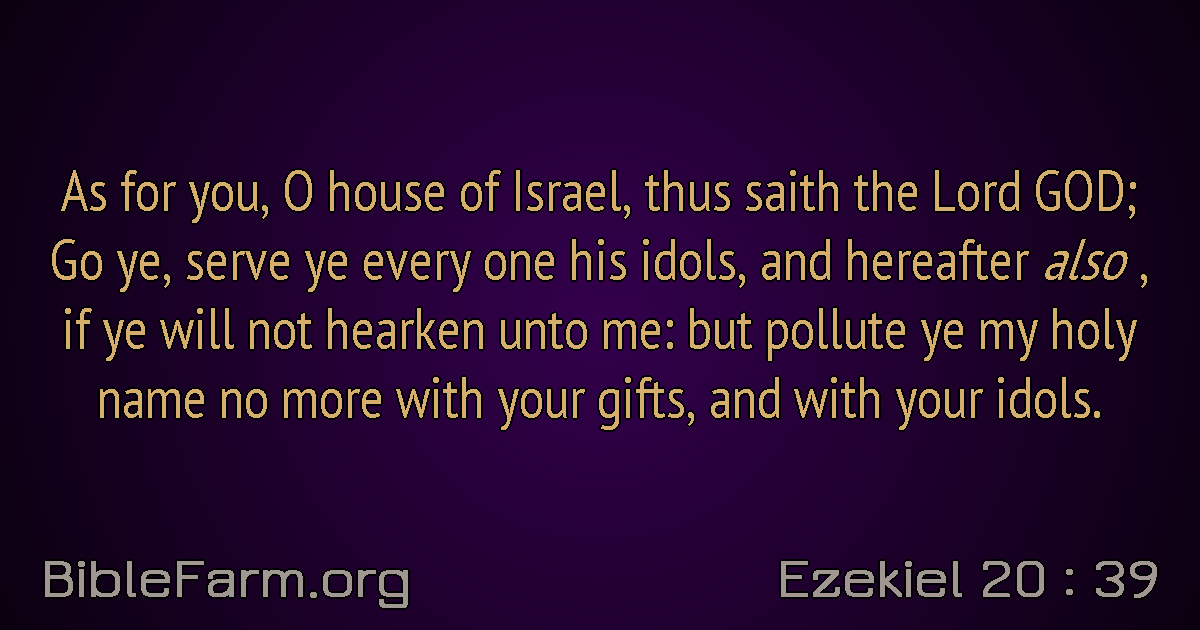 As for you, O house of Israel, thus saith the Lord GOD;
Go ye, serve ye every one his idols, and hereafter also ,
if ye will not hearken unto me: but pollute ye my holy
name no more with your gifts, and with your idols.
BibleFarm.org
Ezekiel 20 : 39